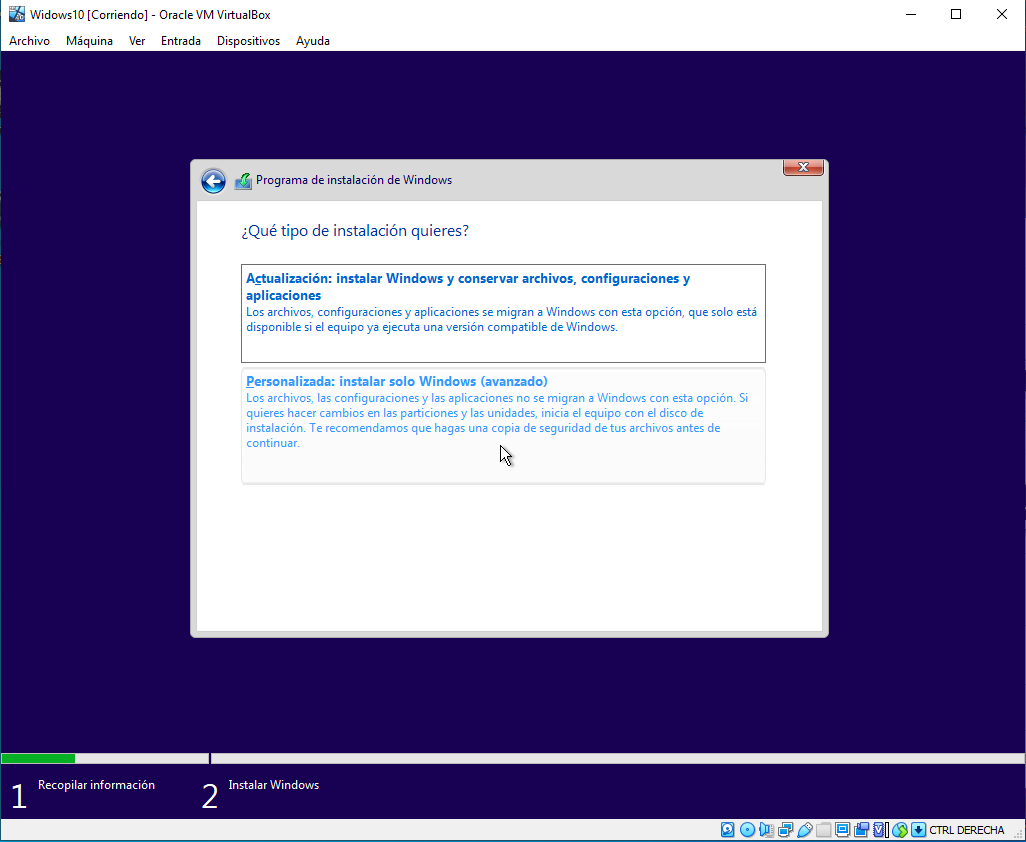 Widows10 [Corriendo] - Oracle VM VirtualBox
Archivo Máquina Ver Entrada Dispositivos Ayuda
Programa de instalación de Windows
¿Qué tipo de instalación quieres?
Actualización: instalar Windows y conservar archivos, configuraciones y
aplicaciones
Los archivos, configuraciones y aplicaciones se migran a Windows con esta opción, que solo está
disponible si el equipo ya ejecuta una versión compatible de Windows.
Personalizada: instalar solo Windows (avanzado)
Los archivos, las configuraciones y las aplicaciones no se migran a Windows con esta opción. Si
quieres hacer cambios en las particiones y las unidades, inicia el equipo con el disco de
instalación. Te recomendamos que hagas una copia de seguridad de tus archivos antes de
continuar.
1 Recopilar información
2 Instalar Windows
CTRL DERECHA